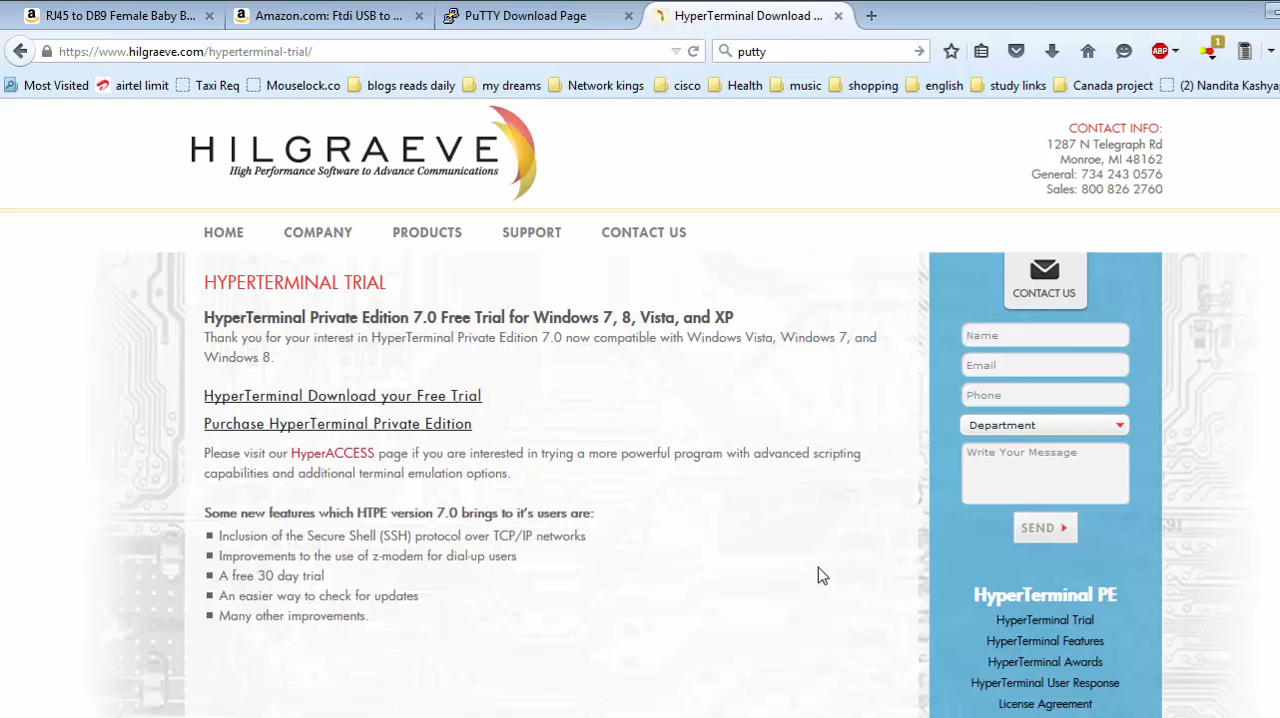 RJ45 to DB9 Female Baby B...
Amazon.com: Ftdi USB to ...
PuTTY Download Page
HyperTerminal Download ...
https://www.hilgraeve.com/hyperterminal-trial/
putty
ABP
1
Most Visited
airtel limit
Taxi Req
Mouselock.co
blogs reads daily
my dreams
Network kings
cisco
Health
music
shopping
english
study links
Canada project
(2) Nandita Kashya
HILGRAEVE
High Performance Software to Advance Communications
CONTACT INFO:
1287 N Telegraph Rd
Monroe, MI 48162
General: 734 243 0576
Sales: 800 826 2760
HOME
COMPANY
PRODUCTS
SUPPORT
CONTACT US
HYPERTERMINAL TRIAL
HyperTerminal Private Edition 7.0 Free Trial for Windows 7, 8, Vista, and XP
Thank you for your interest in HyperTerminal Private Edition 7.0 now compatible with Windows Vista, Windows 7, and
Windows 8.
HyperTerminal Download your Free Trial
Purchase HyperTerminal Private Edition
Please visit our HyperACCESS page if you are interested in trying a more powerful program with advanced scripting
capabilities and additional terminal emulation options.
Some new features which HTPE version 7.0 brings to it's users are:
Inclusion of the Secure Shell (SSH) protocol over TCP/IP networks
Improvements to the use of z-modem for dial-up users
A free 30 day trial
An easier way to check for updates
Many other improvements.
CONTACT US
Name
Email
Phone
Department
Write Your Message
SEND
HyperTerminal PE
HyperTerminal Trial
HyperTerminal Features
HyperTerminal Awards
HyperTerminal User Response
License Agreement